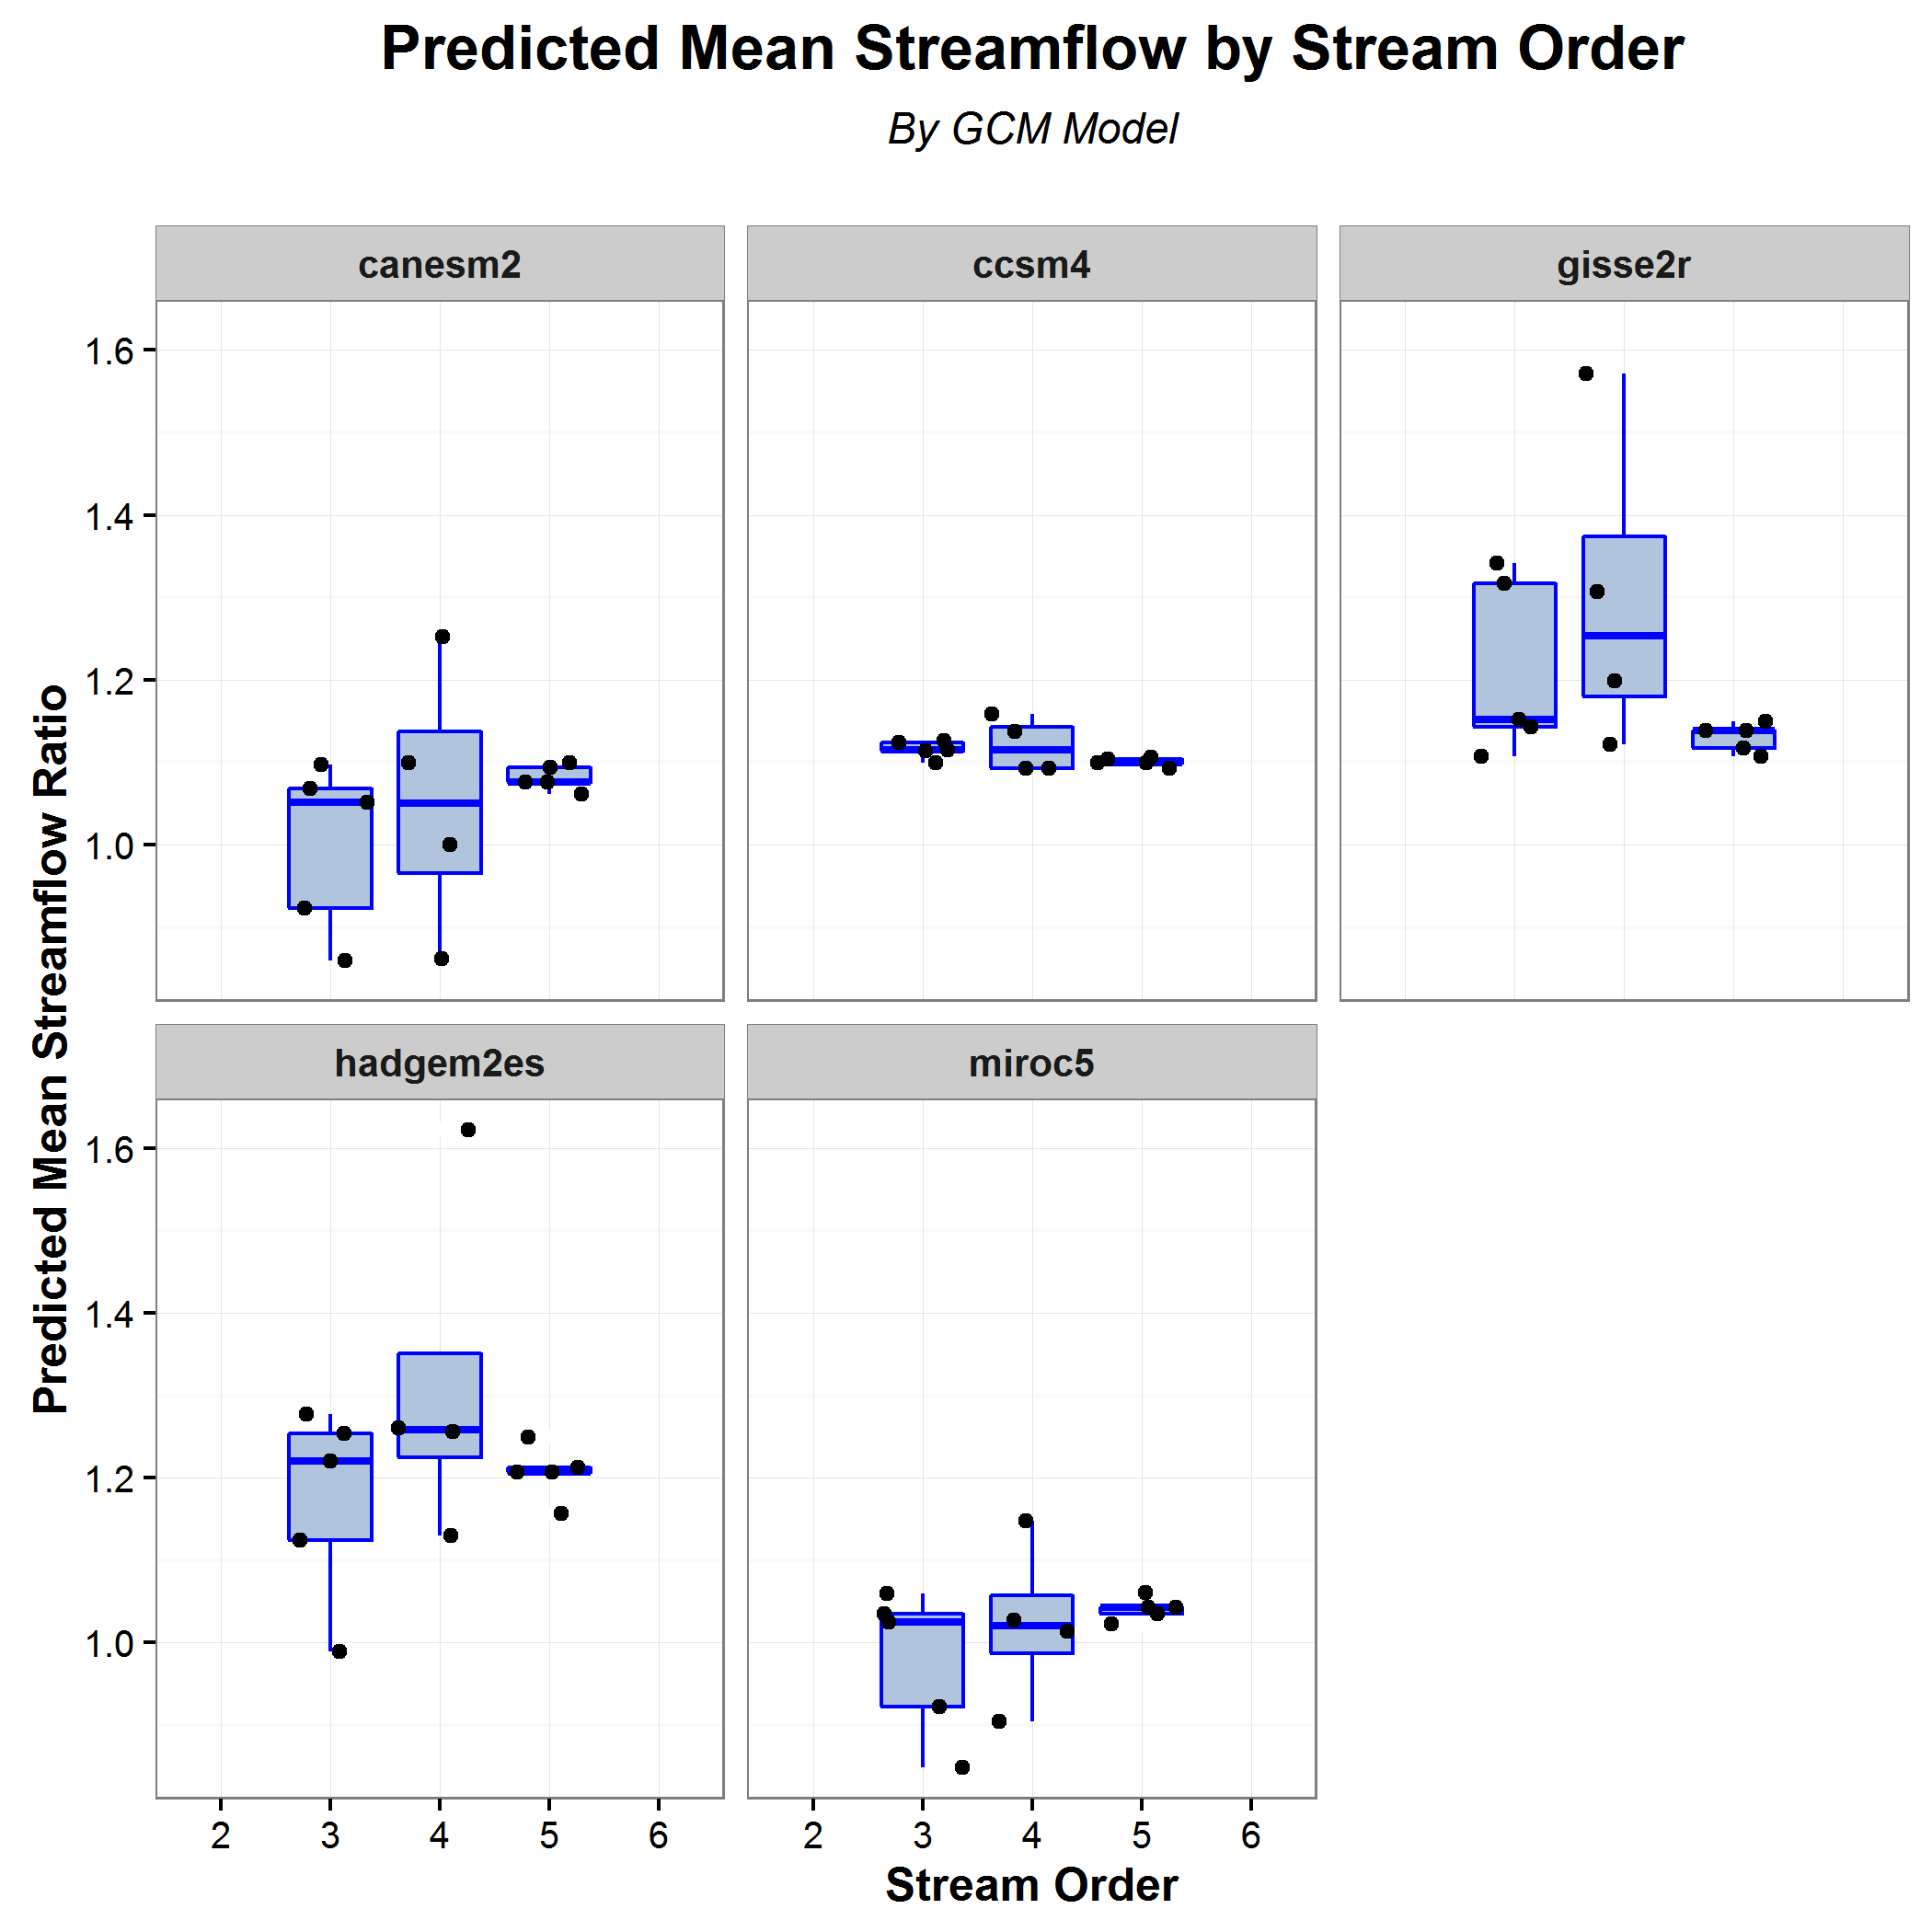 Predicted Mean Streamflow by Stream Order
By GCM Model
canesm2
ccsm4
gisse2r
1.6
1.4
1.2
1.0
Predicted Mean Streamflow Ratio
hadgem2es
miroc5
1.6
1.4
1.2
1.0
2 3 4 5 6
2 3 4 5 6
Stream Order